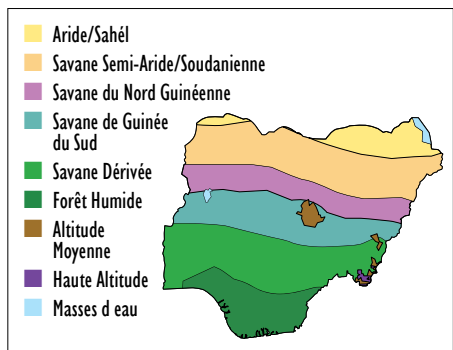 Aride/Sahél
Savane Semi-Aride/Soudanienne
Savane du Nord Guinéenne
Savane de Guinée
du Sud
Savane Dérivée
Forêt Humide
Altitude
Moyenne
Haute Altitude
Masses d eau